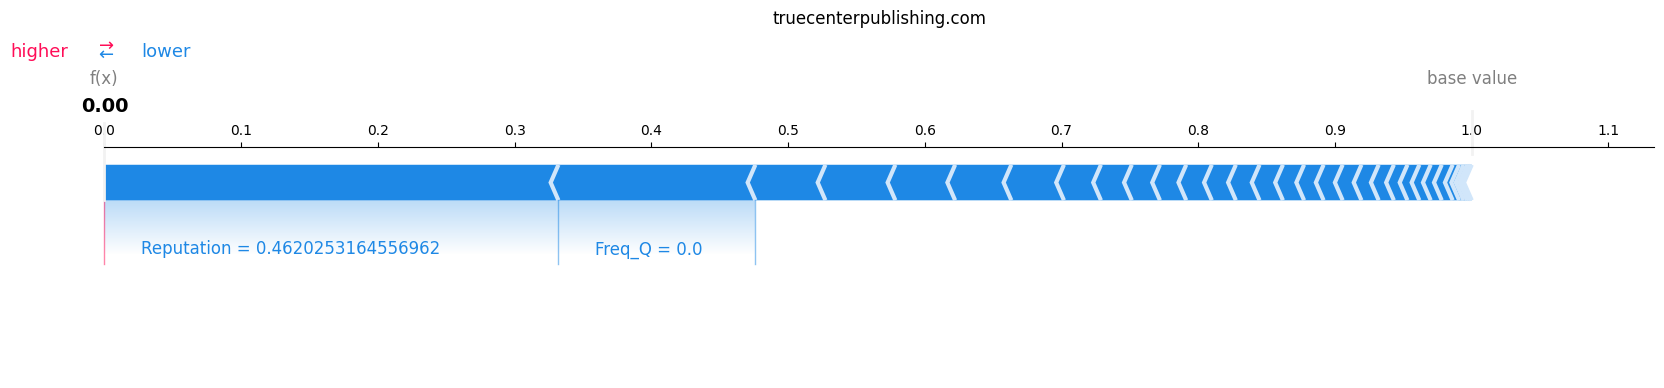 truecenterpublishing.com
higher ⇄ lower
f(x)
base value
0.00
0.0 0.1 0.2 0.3 0.4 0.5 0.6 0.7 0.8 0.9 1.0 1.1
Reputation = 0.4620253164556962
Freq_Q = 0.0